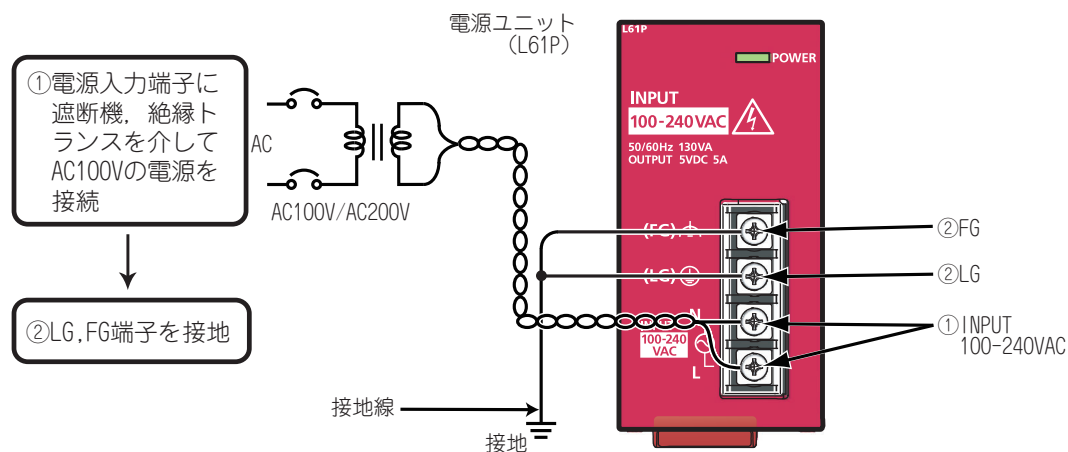 電源ユニット
(L61P)
①電源入力端子に
遮断機，絶縁ト
ランスを介して
AC100Vの電源を
接続
②LG,FG端子を接地
AC
AC100V/AC200V
L61P
POWER
INPUT
100-240VAC
50/60Hz 130VA
OUTPUT 5VDC 5A
(FG)
(LG)
N
100-240
VAC
L
②FG
②LG
①INPUT
100-240VAC
接地線
接地